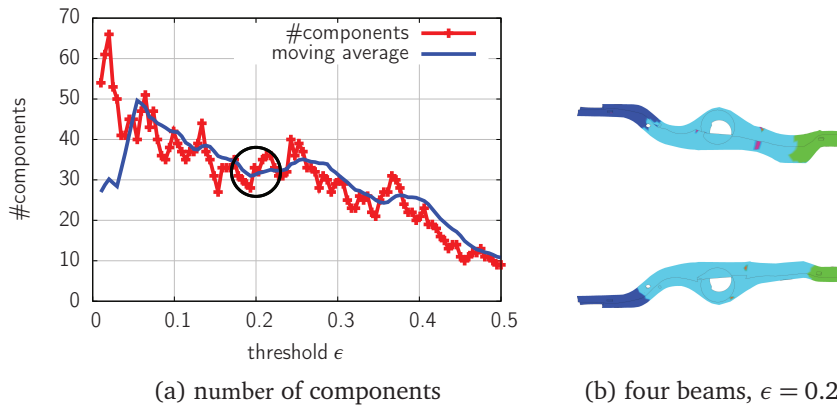 70
60
50
40
30
20
10
0
#components
#components
moving average
0 0.1 0.2 0.3 0.4 0.5
threshold ϵ
(a) number of components
(b) four beams, ϵ = 0.2